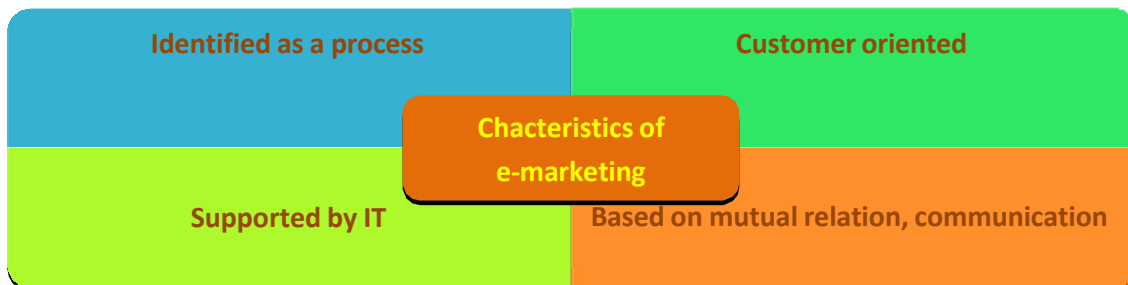 Identified as a process
Customer oriented
Chacteristics of
e-marketing
Supported by IT
Based on mutual relation, communication